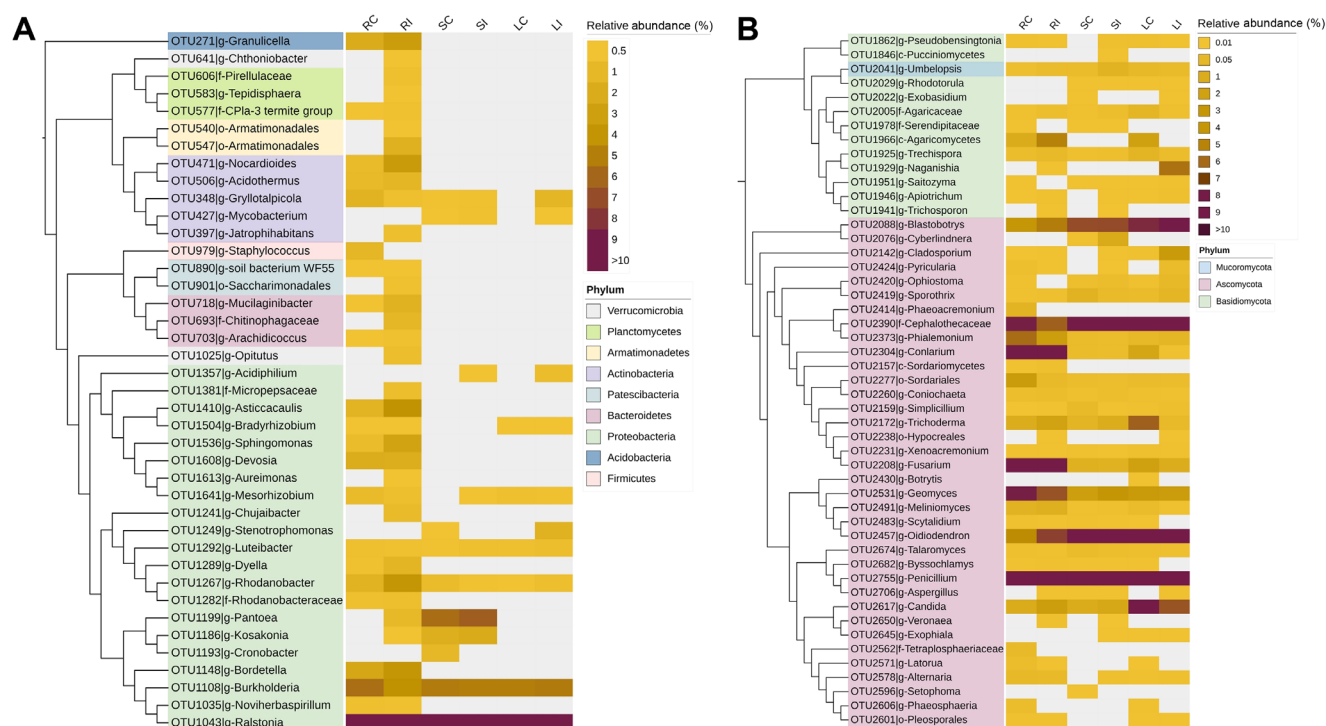 A
RC RI SC SI LC LI
Relative abundance (%)
OTU271|g-Granulicella
OTU641|g-Chthoniobacter
OTU606|f-Pirellulaceae
OTU583|g-Tepidisphaera
OTU577|f-CPla-3 termite group
OTU540|o-Armatimonadales
OTU547|o-Armatimonadales
OTU471|g-Nocardioides
OTU506|g-Acidothermus
OTU348|g-Gryllotalpicola
OTU427|g-Mycobacterium
OTU397|g-Jatrophihabitans
OTU979|g-Staphylococcus
OTU890|g-soil bacterium WF55
OTU901|o-Saccharimonadales
OTU718|g-Mucilaginibacter
OTU693|f-Chitinophagaceae
OTU703|g-Arachidicoccus
OTU1025|g-Opitutus
OTU1357|g-Acidiphilium
OTU1381|f-Micropepsaceae
OTU1410|g-Asticcacaulis
OTU1504|g-Bradyrhizobium
OTU1536|g-Sphingomonas
OTU1608|g-Devosia
OTU1613|g-Aureimonas
OTU1641|g-Mesorhizobium
OTU1241|g-Chujaibacter
OTU1249|g-Stenotrophomonas
OTU1292|g-Luteibacter
OTU1289|g-Dyella
OTU1267|g-Rhodanobacter
OTU1282|f-Rhodanobacteraceae
OTU1199|g-Pantoea
OTU1186|g-Kosakonia
OTU1193|g-Cronobacter
OTU1148|g-Bordetella
OTU1108|g-Burkholderia
OTU1035|g-Noviherbaspirillum
OTU1043|g-Ralstonia
0.5
1
2
3
4
5
6
7
8
9
>10
Phylum
Verrucomicrobia
Planctomycetes
Armatimonadetes
Actinobacteria
Patescibacteria
Bacteroidetes
Proteobacteria
Acidobacteria
Firmicutes
B
RC RI SC SI LC LI
Relative abundance (%)
OTU1862|g-Pseudobensingtonia
OTU1846|c-Pucciniomycetes
OTU2041|g-Umbelopsis
OTU2029|g-Rhodotorula
OTU2022|g-Exobasidium
OTU2005|f-Agaricaceae
OTU1978|f-Serendipitaceae
OTU1966|c-Agaricomycetes
OTU1925|g-Trechispora
OTU1929|g-Naganishia
OTU1951|g-Saitozyma
OTU1946|g-Apiotrichum
OTU1941|g-Trichosporon
OTU2088|g-Blastobotrys
OTU2076|g-Cyberlindnera
OTU2142|g-Cladosporium
OTU2424|g-Pyricularia
OTU2420|g-Ophiostoma
OTU2419|g-Sporothrix
OTU2414|g-Phaeoacremonium
OTU2390|f-Cephalothecaceae
OTU2373|g-Phialemonium
OTU2304|g-Conlarium
OTU2157|c-Sordariomycetes
OTU2277|o-Sordariales
OTU2260|g-Coniochaeta
OTU2159|g-Simplicillium
OTU2172|g-Trichoderma
OTU2238|o-Hypocreales
OTU2231|g-Xenoacremonium
OTU2208|g-Fusarium
OTU2430|g-Botrytis
OTU2531|g-Geomyces
OTU2491|g-Meliniomyces
OTU2483|g-Scytalidium
OTU2457|g-Oidiodendron
OTU2674|g-Talaromyces
OTU2682|g-Byssochlamys
OTU2755|g-Penicillium
OTU2706|g-Aspergillus
OTU2617|g-Candida
OTU2650|g-Veronaea
OTU2645|g-Exophiala
OTU2562|f-Tetraplosphaeriaceae
OTU2571|g-Latorua
OTU2578|g-Alternaria
OTU2596|g-Setophoma
OTU2606|g-Phaeosphaeria
OTU2601|o-Pleosporales
0.01
0.05
1
2
3
4
5
6
7
8
9
>10
Phylum
Mucoromycota
Ascomycota
Basidiomycota